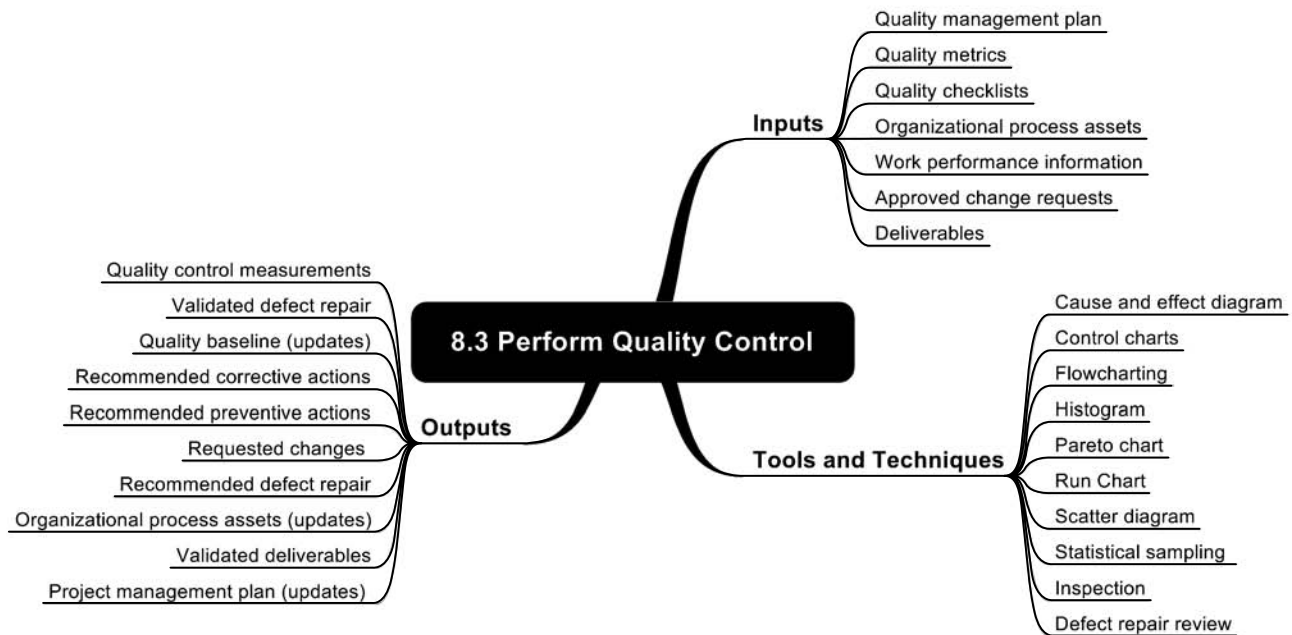 8.3 Perform Quality Control
Inputs
Quality management plan
Quality metrics
Quality checklists
Organizational process assets
Work performance information
Approved change requests
Deliverables
Tools and Techniques
Cause and effect diagram
Control charts
Flowcharting
Histogram
Pareto chart
Run Chart
Scatter diagram
Statistical sampling
Inspection
Defect repair review
Outputs
Quality control measurements
Validated defect repair
Quality baseline (updates)
Recommended corrective actions
Recommended preventive actions
Requested changes
Recommended defect repair
Organizational process assets (updates)
Validated deliverables
Project management plan (updates)